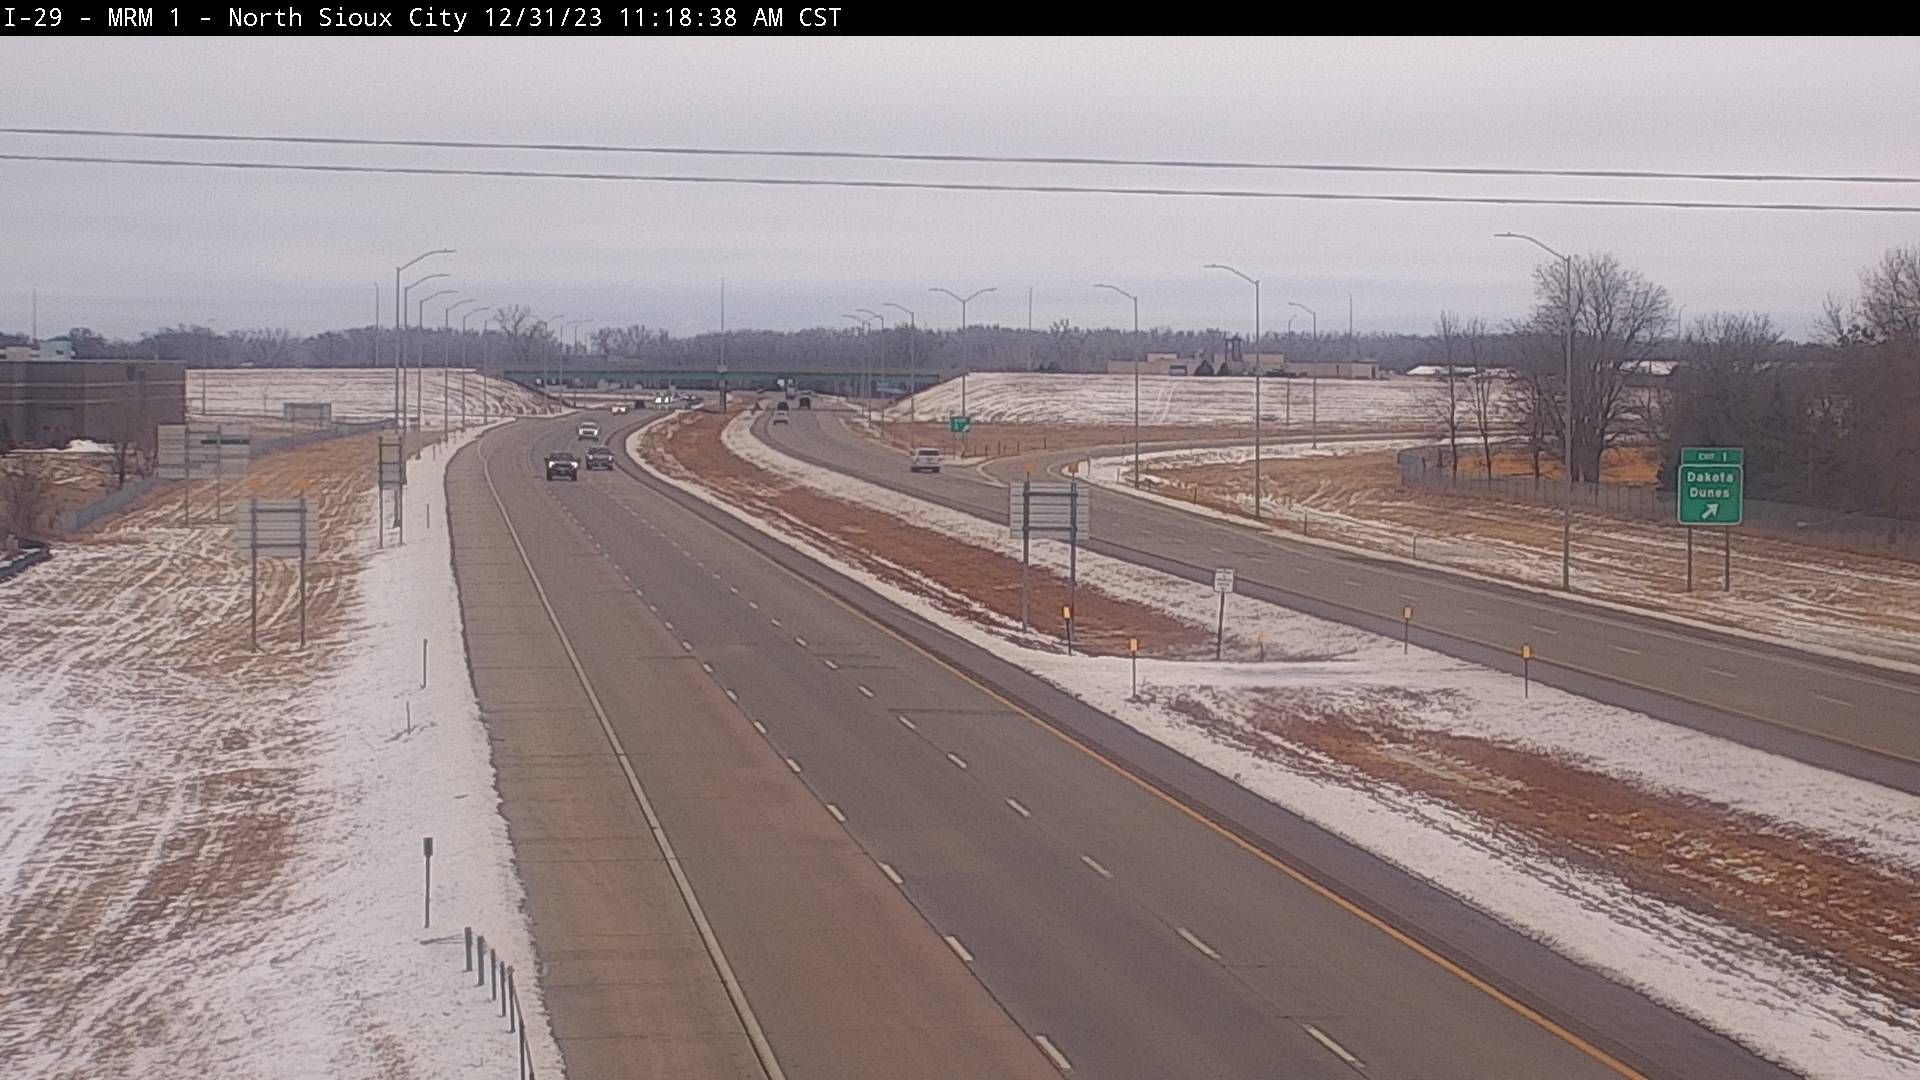 I-29 - MRM 1 - North Sioux City 12/31/23 11:18:38 AM CST
EXIT 1
Dakota
Dunes